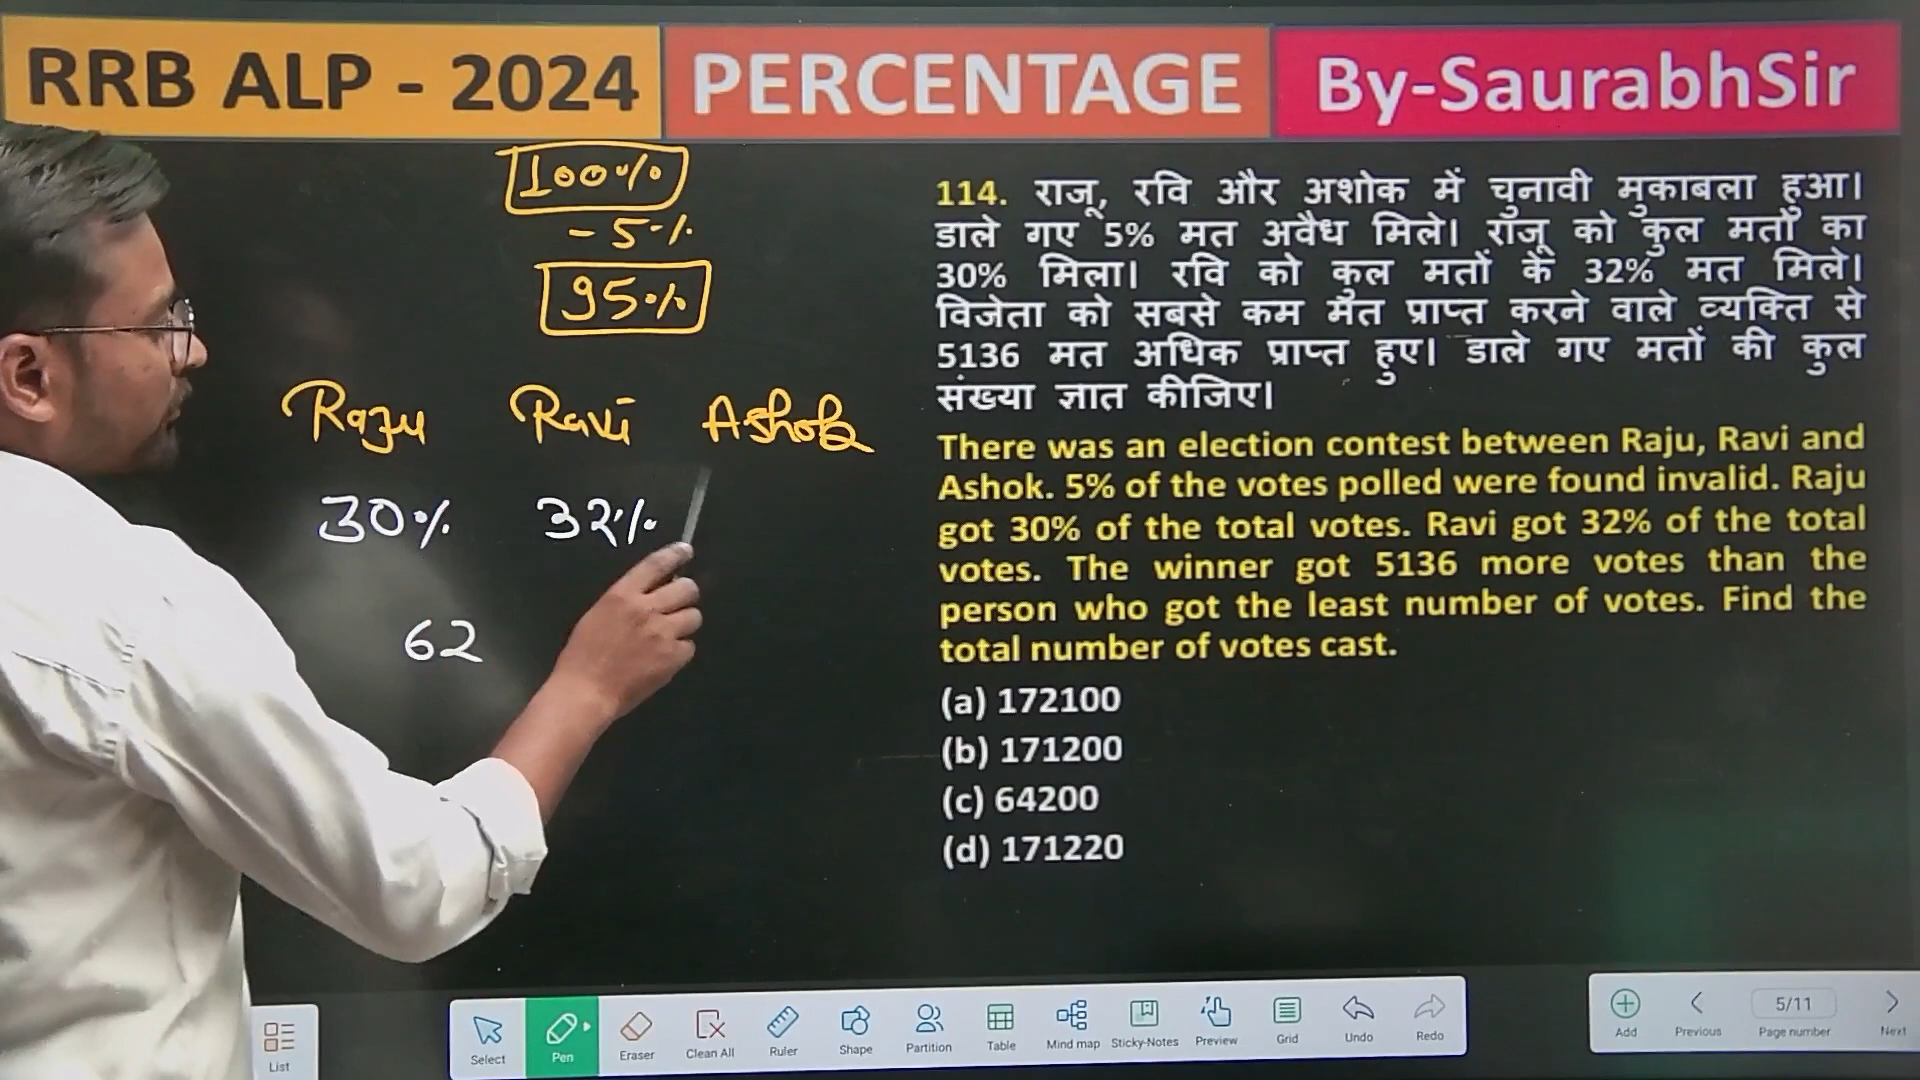 RRB ALP - 2024 PERCENTAGE By-SaurabhSir
100%
- 5%
95%
Raju Ravi Ashok
30% 32%
62
114. राजू, रवि और अशोक में चुनावी मुकाबला हुआ।
डाले गए 5% मत अवैध मिले। राजू को कुल मतों का
30% मिला। रवि को कुल मतों के 32% मत मिले।
विजेता को सबसे कम मत प्राप्त करने वाले व्यक्ति से
5136 मत अधिक प्राप्त हुए। डाले गए मतों की कुल
संख्या ज्ञात कीजिए।
There was an election contest between Raju, Ravi and
Ashok. 5% of the votes polled were found invalid. Raju
got 30% of the total votes. Ravi got 32% of the total
votes. The winner got 5136 more votes than the
person who got the least number of votes. Find the
total number of votes cast.
(a) 172100
(b) 171200
(c) 64200
(d) 171220
List Select Pen Eraser Clean All Ruler Shape Partition Table Mind map Sticky-Notes Preview Grid Undo Redo Add Previous 5/11 Page number Next